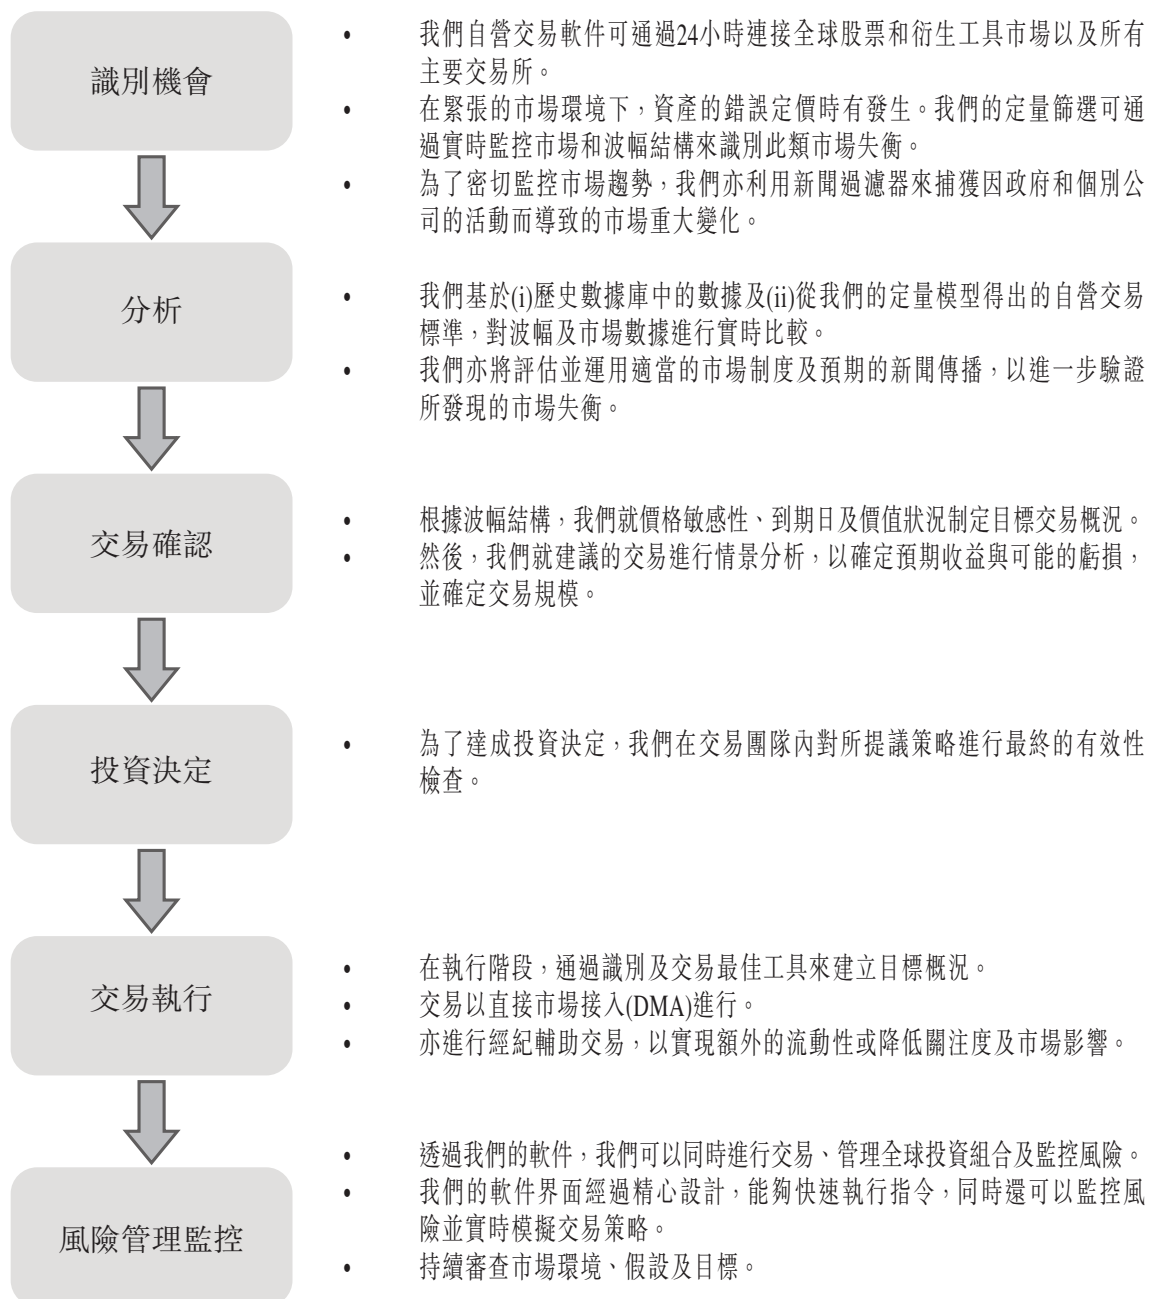 識別機會
• 我們自營交易軟件可通過24小時連接全球股票和衍生工具市場以及所有
主要交易所。
• 在緊張的市場環境下，資產的錯誤定價時有發生。我們的定量篩選可通
過實時監控市場和波幅結構來識別此類市場失衡。
• 為了密切監控市場趨勢，我們亦利用新聞過濾器來捕獲因政府和個別公
司的活動而導致的市場重大變化。
分析
• 我們基於(i)歷史數據庫中的數據及(ii)從我們的定量模型得出的自營交易
標準，對波幅及市場數據進行實時比較。
• 我們亦將評估並運用適當的市場制度及預期的新聞傳播，以進一步驗證
所發現的市場失衡。
交易確認
• 根據波幅結構，我們就價格敏感性、到期日及價值狀況制定目標交易概況。
• 然後，我們就建議的交易進行情景分析，以確定預期收益與可能的虧損，
並確定交易規模。
投資決定
• 為了達成投資決定，我們在交易團隊內對所提議策略進行最終的有效性
檢查。
交易執行
• 在執行階段，通過識別及交易最佳工具來建立目標概況。
• 交易以直接市場接入(DMA)進行。
• 亦進行經紀輔助交易，以實現額外的流動性或降低關注度及市場影響。
風險管理監控
• 透過我們的軟件，我們可以同時進行交易、管理全球投資組合及監控風險。
• 我們的軟件界面經過精心設計，能夠快速執行指令，同時還可以監控風
險並實時模擬交易策略。
• 持續審查市場環境、假設及目標。